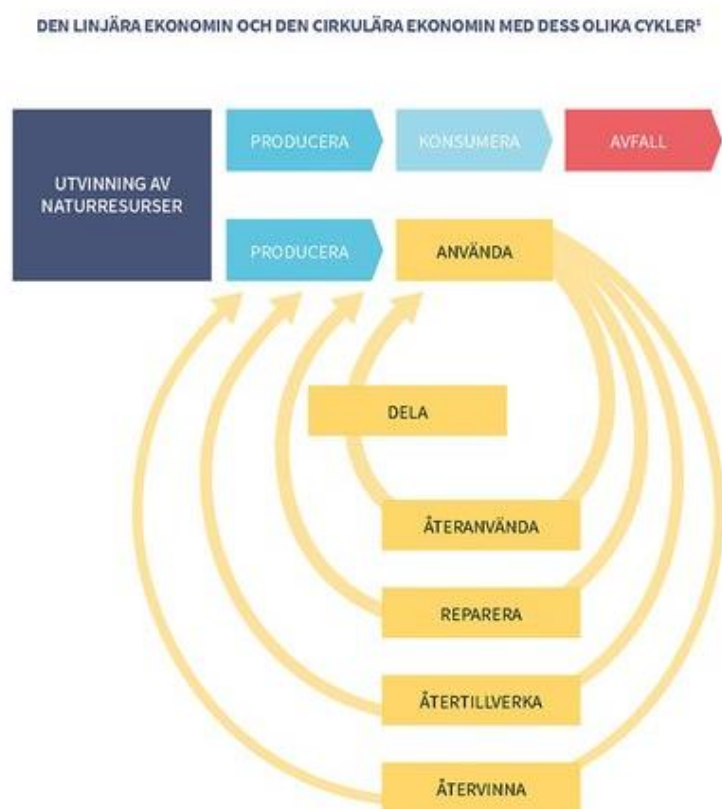 DEN LINJÄRA EKONOMIN OCH DEN CIRKULÄRA EKONOMIN MED DESS OLIKA CYKLER⁵
UTVINNING AV
NATURRESURSER
PRODUCERA
KONSUMERA
AVFALL
PRODUCERA
ANVÄNDA
DELA
ÅTERANVÄNDA
REPARERA
ÅTERTILLVERKA
ÅTERVINNA